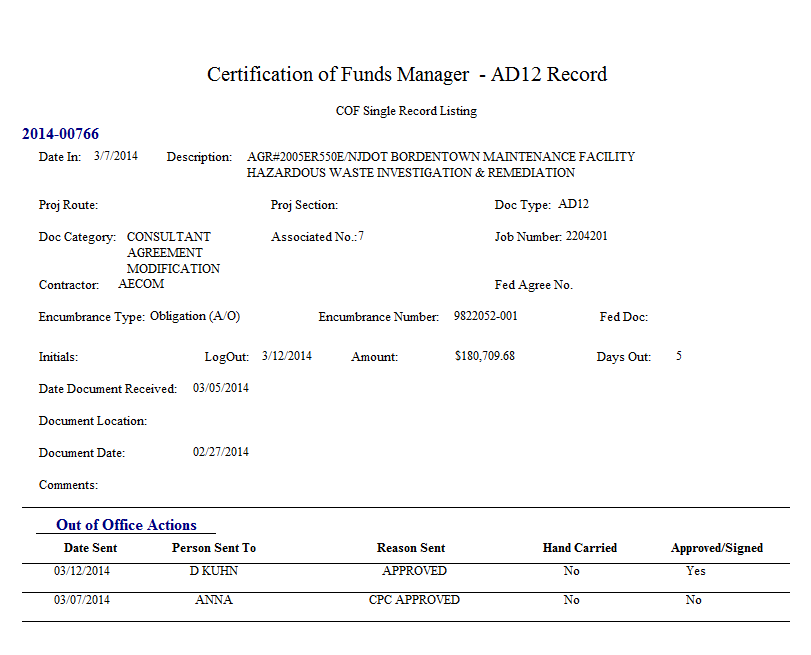 Certification of Funds Manager - AD12 Record
COF Single Record Listing
2014-00766
Date In: 3/7/2014 Description: AGR#2005ER550E/NJDOT BORDENTOWN MAINTENANCE FACILITY
HAZARDOUS WASTE INVESTIGATION & REMEDIATION
Proj Route: Proj Section: Doc Type: AD12
Doc Category: CONSULTANT Associated No.:7 Job Number: 2204201
AGREEMENT
MODIFICATION
Contractor: AECOM Fed Agree No.
Encumbrance Type: Obligation (A/O) Encumbrance Number: 9822052-001 Fed Doc:
Initials: LogOut: 3/12/2014 Amount: $180,709.68 Days Out: 5
Date Document Received: 03/05/2014
Document Location:
Document Date: 02/27/2014
Comments:
Out of Office Actions
Date Sent Person Sent To Reason Sent Hand Carried Approved/Signed
03/12/2014 D KUHN APPROVED No Yes
03/07/2014 ANNA CPC APPROVED No No